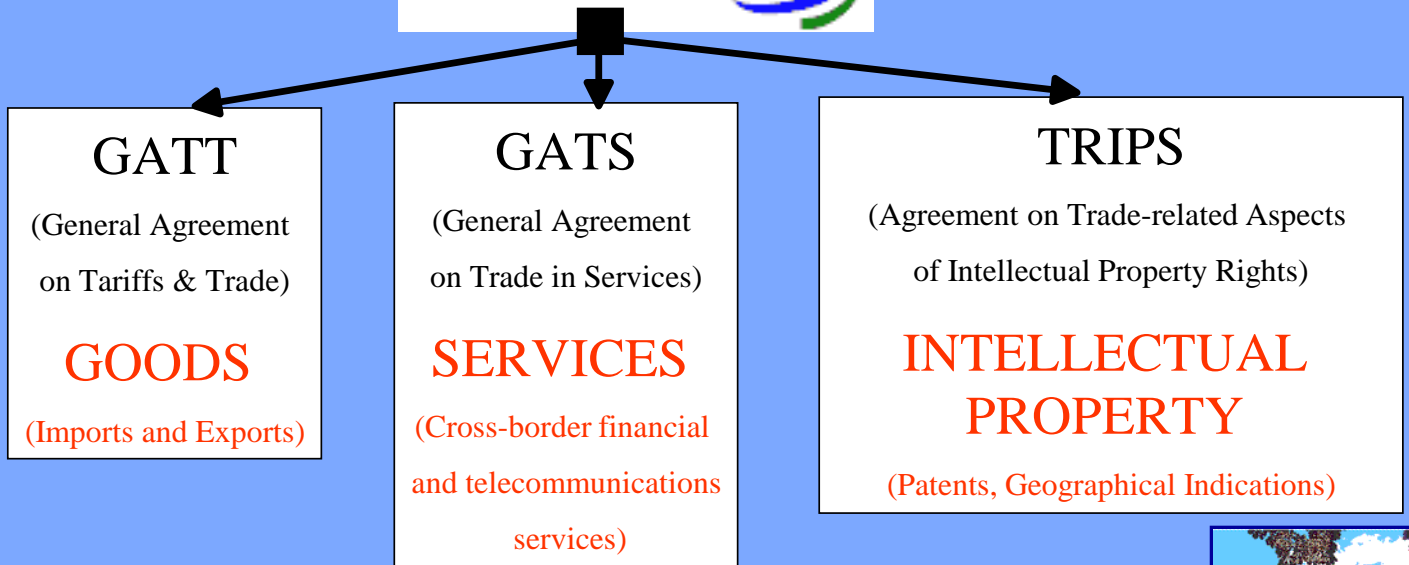 GATT
(General Agreement
on Tariffs & Trade)
GOODS
(Imports and Exports)
GATS
(General Agreement
on Trade in Services)
SERVICES
(Cross-border financial
and telecommunications
services)
TRIPS
(Agreement on Trade-related Aspects
of Intellectual Property Rights)
INTELLECTUAL
PROPERTY
(Patents, Geographical Indications)